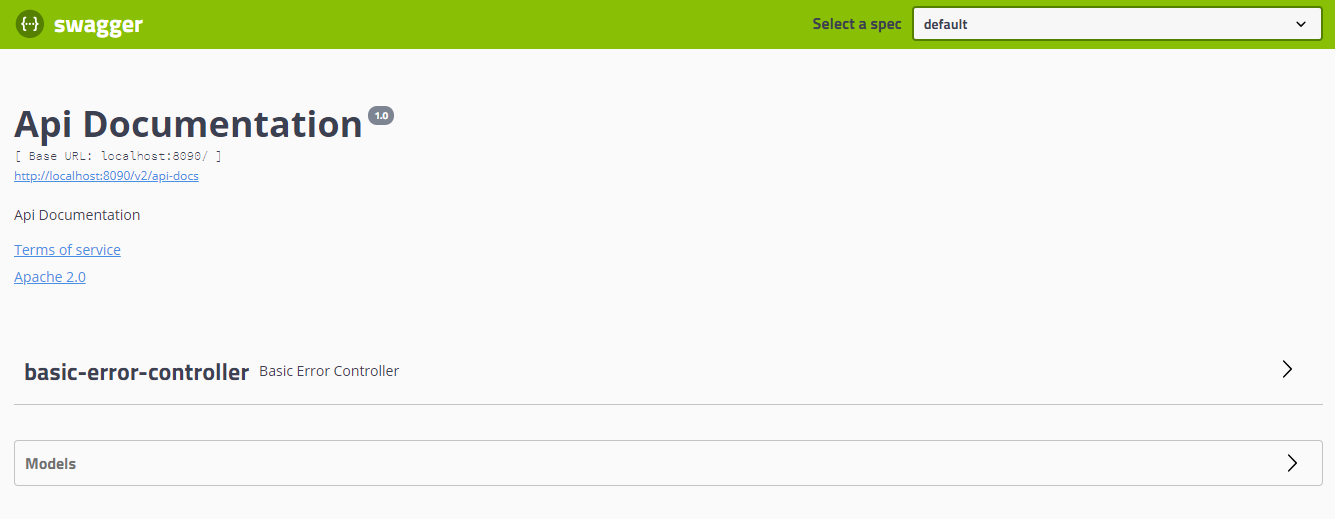 {···} swagger
Select a spec default
Api Documentation 1.0
[ Base URL: localhost:8090/ ]
http://localhost:8090/v2/api-docs
Api Documentation
Terms of service
Apache 2.0
basic-error-controller Basic Error Controller
Models